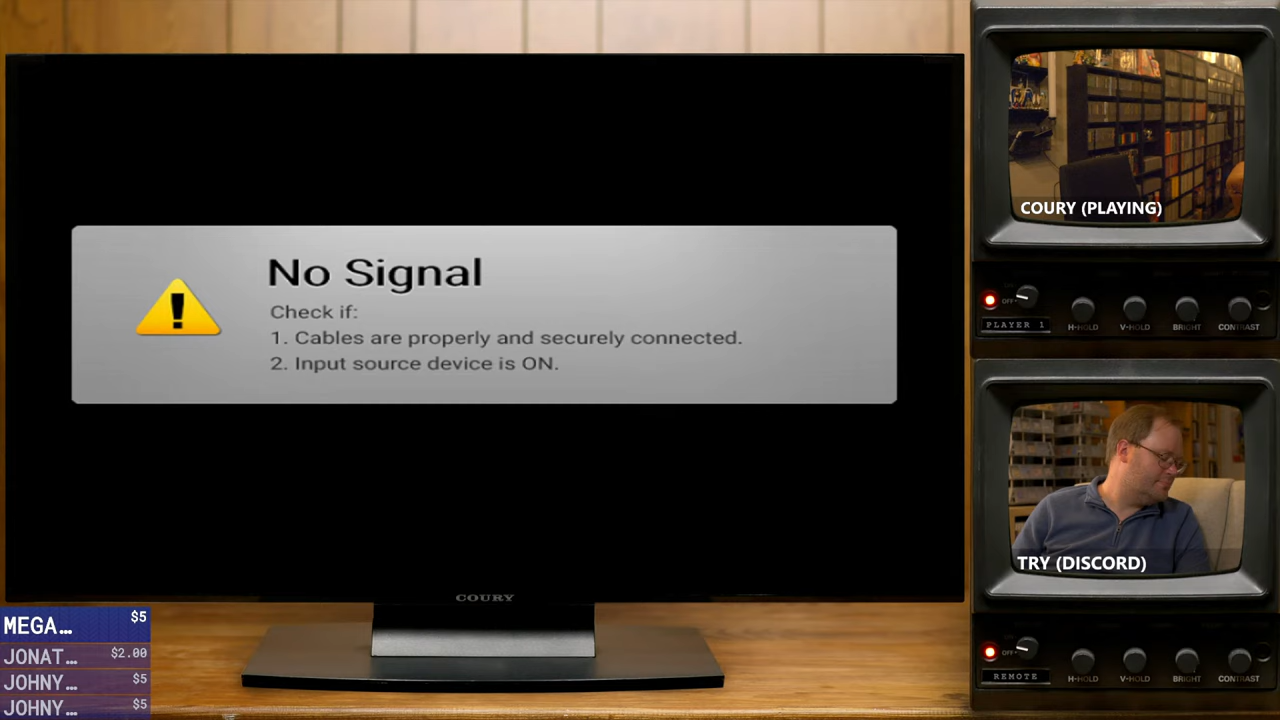 No Signal
Check if:
1. Cables are properly and securely connected.
2. Input source device is ON.
COURY
MEGA… $5
JONAT… $2.00
JOHNY… $5
JOHNY… $5
COURY (PLAYING)
OFF
PLAYER 1
H-HOLD V-HOLD BRIGHT CONTRAST
TRY (DISCORD)
OFF
REMOTE
H-HOLD V-HOLD BRIGHT CONTRAST